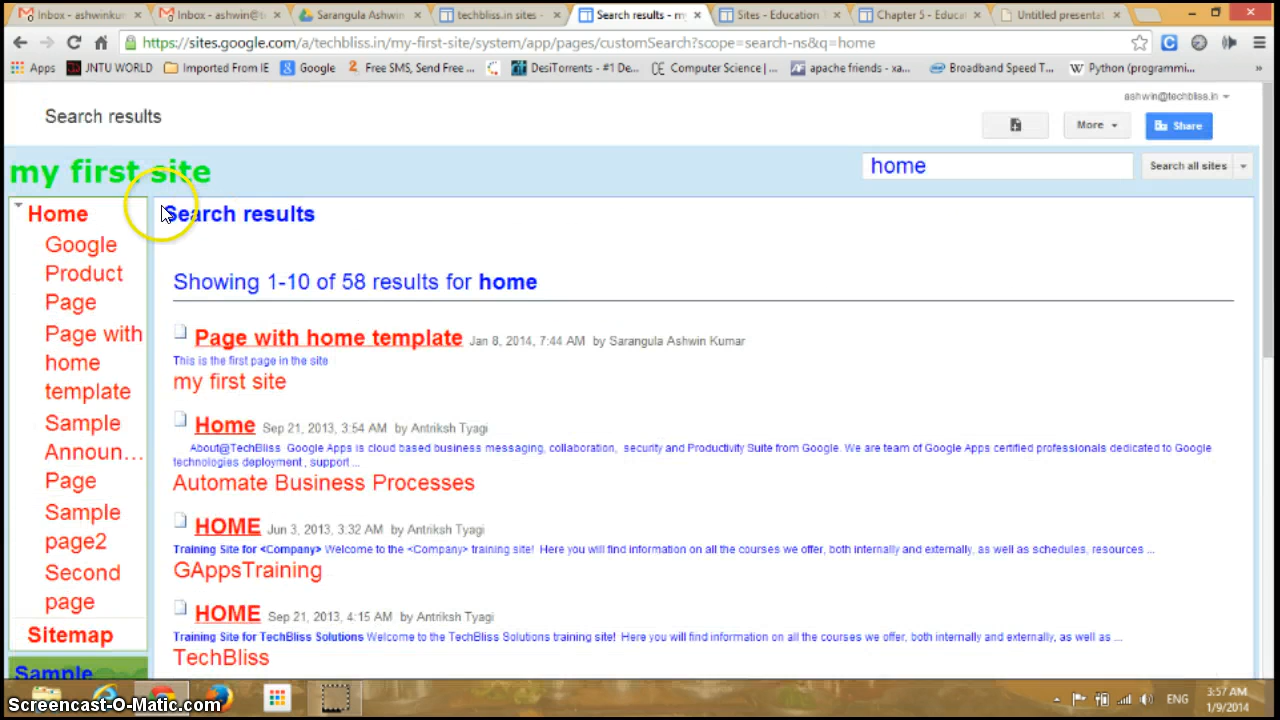 Inbox - ashwinkum
Inbox - ashwin@te
Sarangula Ashwin
techbliss.in sites -
Search results - my
Sites - Education
Chapter 5 - Educat
Untitled presentat
https://sites.google.com/a/techbliss.in/my-first-site/system/app/pages/customSearch?scope=search-ns&q=home
Apps
JNTU WORLD
Imported From IE
Google
Free SMS, Send Free ...
DesiTorrents - #1 De...
Computer Science | ...
apache friends - xa...
Broadband Speed T...
Python (programmi...
»
ashwin@techbliss.in
Search results
More
Share
my first site
home
Search all sites
Home
Google
Product
Page
Page with
home
template
Sample
Announ...
Page
Sample
page2
Second
page
Sitemap
Sample
Search results
Showing 1-10 of 58 results for home
Page with home template Jan 8, 2014, 7:44 AM by Sarangula Ashwin Kumar
This is the first page in the site
my first site
Home Sep 21, 2013, 3:54 AM by Antriksh Tyagi
About@TechBliss Google Apps is cloud based business messaging, collaboration, security and Productivity Suite from Google. We are team of Google Apps certified professionals dedicated to Google
technologies deployment , support ...
Automate Business Processes
HOME Jun 3, 2013, 3:32 AM by Antriksh Tyagi
Training Site for <Company> Welcome to the <Company> training site! Here you will find information on all the courses we offer, both internally and externally, as well as schedules, resources ...
GAppsTraining
HOME Sep 21, 2013, 4:15 AM by Antriksh Tyagi
Training Site for TechBliss Solutions Welcome to the TechBliss Solutions training site! Here you will find information on all the courses we offer, both internally and externally, as well as ...
TechBliss
Screencast-O-Matic.com
ENG
3:57 AM
1/9/2014